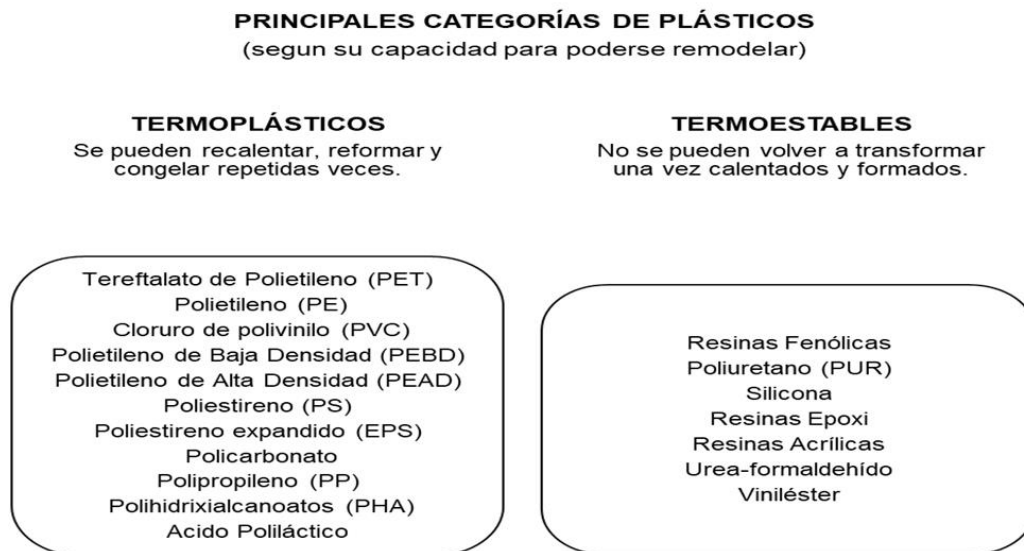 PRINCIPALES CATEGORÍAS DE PLÁSTICOS
(segun su capacidad para poderse remodelar)
TERMOPLÁSTICOS
Se pueden recalentar, reformar y
congelar repetidas veces.
Tereftalato de Polietileno (PET)
Polietileno (PE)
Cloruro de polivinilo (PVC)
Polietileno de Baja Densidad (PEBD)
Polietileno de Alta Densidad (PEAD)
Poliestireno (PS)
Poliestireno expandido (EPS)
Policarbonato
Polipropileno (PP)
Polihidrixialcanoatos (PHA)
Acido Poliláctico
TERMOESTABLES
No se pueden volver a transformar
una vez calentados y formados.
Resinas Fenólicas
Poliuretano (PUR)
Silicona
Resinas Epoxi
Resinas Acrílicas
Urea-formaldehído
Viniléster